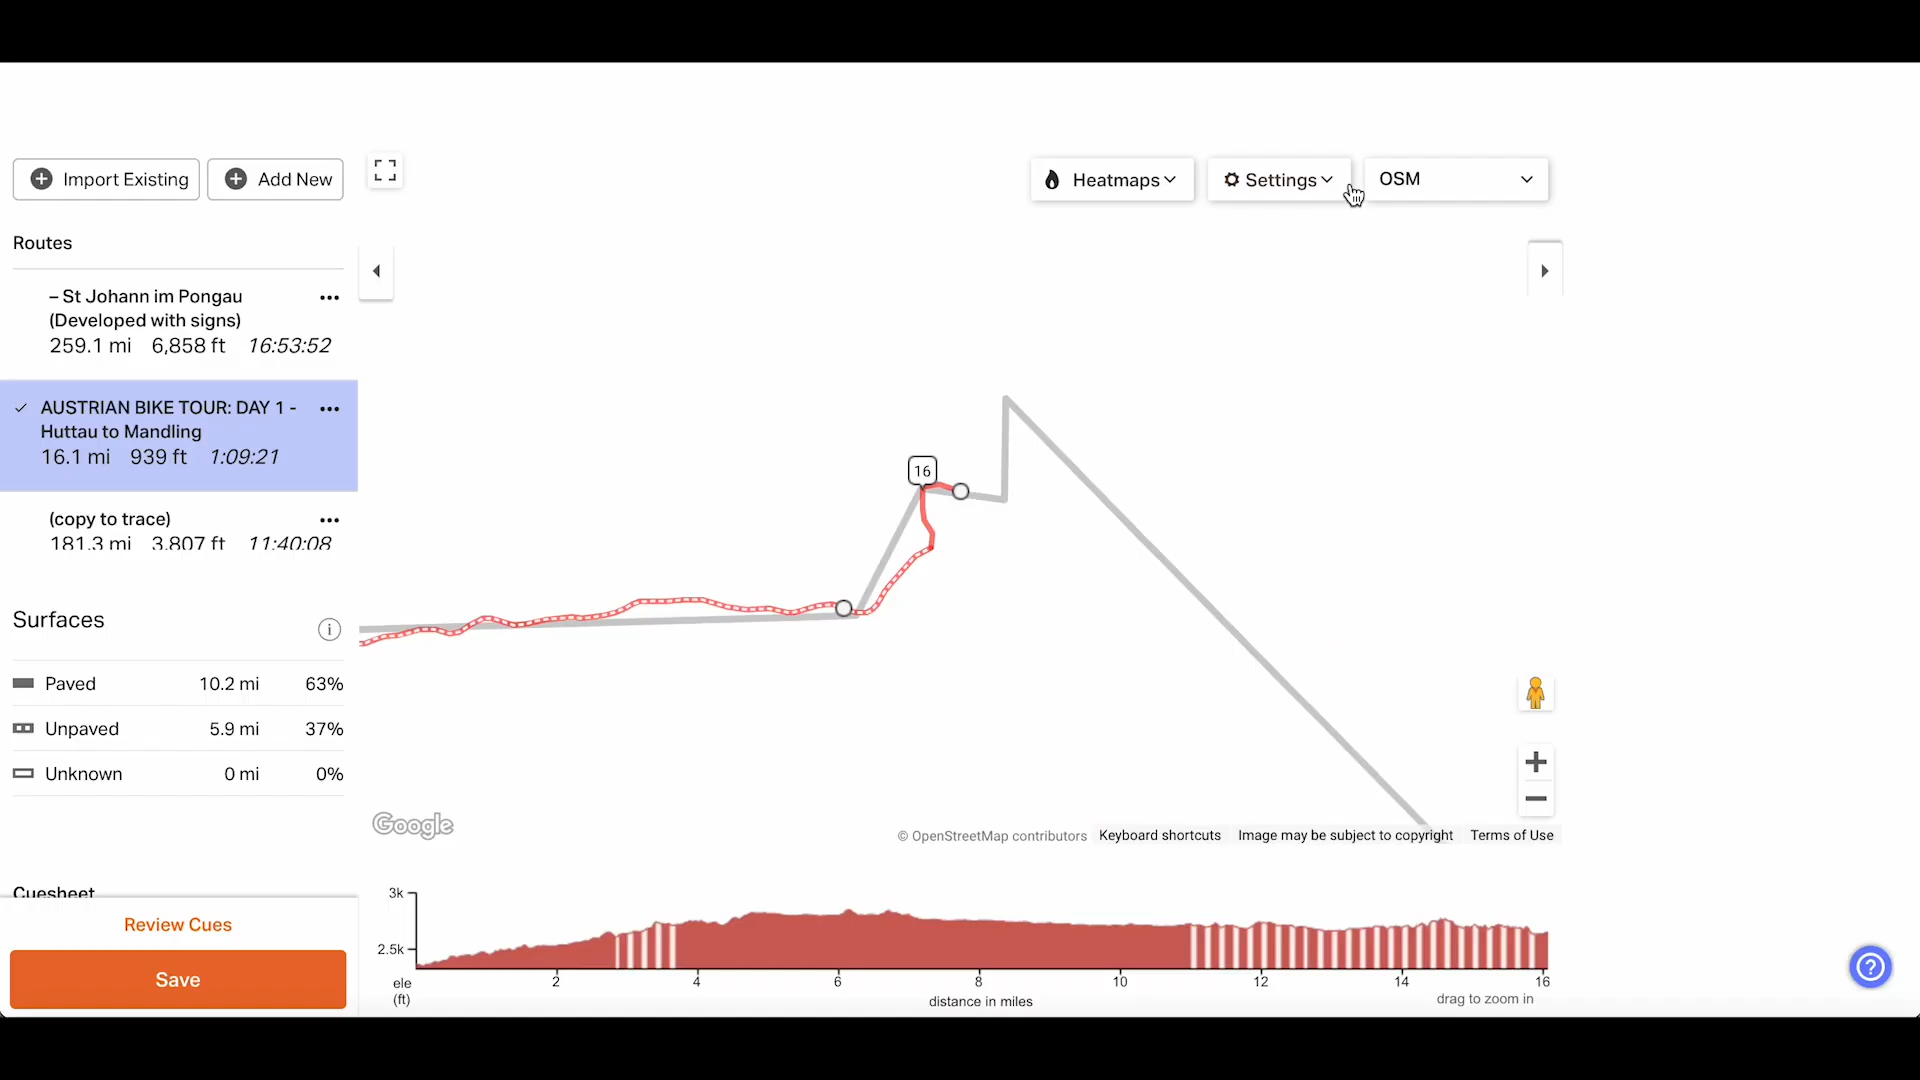 Import Existing
Add New
Heatmaps
Settings
OSM
Routes
– St Johann im Pongau
(Developed with signs)
259.1 mi 6,858 ft 16:53:52
AUSTRIAN BIKE TOUR: DAY 1 -
Huttau to Mandling
16.1 mi 939 ft 1:09:21
(copy to trace)
181.3 mi 3,807 ft 11:40:08
16
Surfaces
Paved 10.2 mi 63%
Unpaved 5.9 mi 37%
Unknown 0 mi 0%
Google
© OpenStreetMap contributors
Keyboard shortcuts
Image may be subject to copyright
Terms of Use
Cuesheet
Review Cues
Save
3k
2.5k
ele
(ft)
2 4 6 8 10 12 14 16
distance in miles
drag to zoom in